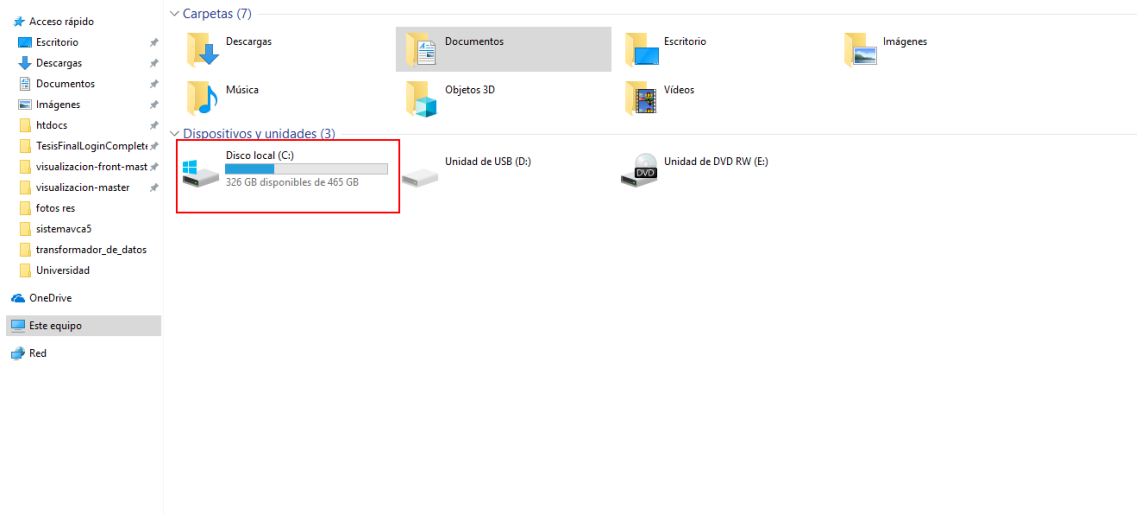 Acceso rápido
Escritorio
Descargas
Documentos
Imágenes
htdocs
TesisFinalLoginComplete
visualizacion-front-mast
visualizacion-master
fotos res
sistemavca5
transformador_de_datos
Universidad
OneDrive
Este equipo
Red
Carpetas (7)
Descargas
Documentos
Escritorio
Imágenes
Música
Objetos 3D
Vídeos
Dispositivos y unidades (3)
Disco local (C:)
326 GB disponibles de 465 GB
Unidad de USB (D:)
Unidad de DVD RW (E:)
DVD